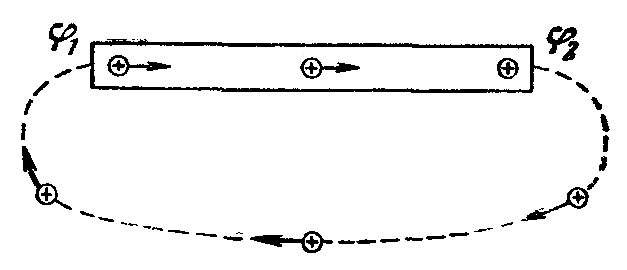 φ₁ φ₂
+ + +
+ +
+